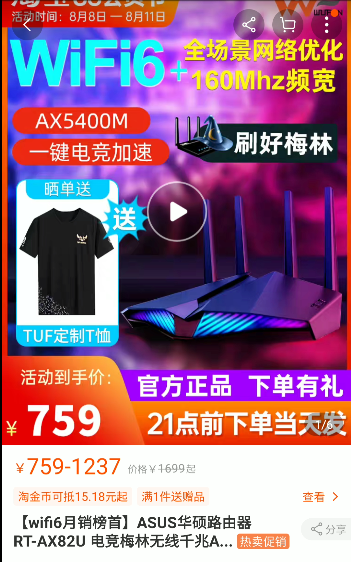 活动时间：8月8日 — 8月11日
WiFi6+
全场景网络优化
160Mhz频宽
AX5400M
一键电竞加速
刷好梅林
晒单送
送
TUF定制T恤
活动到手价：
¥759
官方正品 下单有礼
21点前下单当天发
1/6
¥759-1237 价格¥1699起
淘金币可抵15.18元起 满1件送赠品 查看 >
【wifi6月销榜首】ASUS华硕路由器
RT-AX82U 电竞梅林无线千兆A... 热卖促销
分享